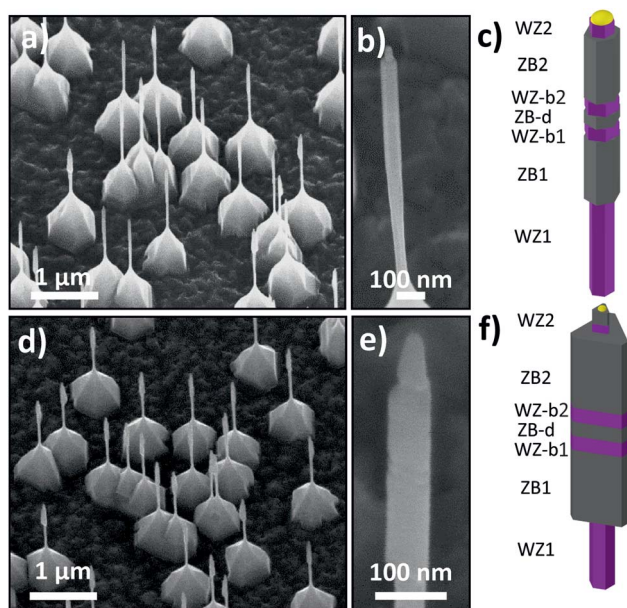 a)
1 µm
b)
100 nm
c)
WZ2
ZB2
WZ-b2
ZB-d
WZ-b1
ZB1
WZ1
d)
1 µm
e)
100 nm
f)
WZ2
ZB2
WZ-b2
ZB-d
WZ-b1
ZB1
WZ1